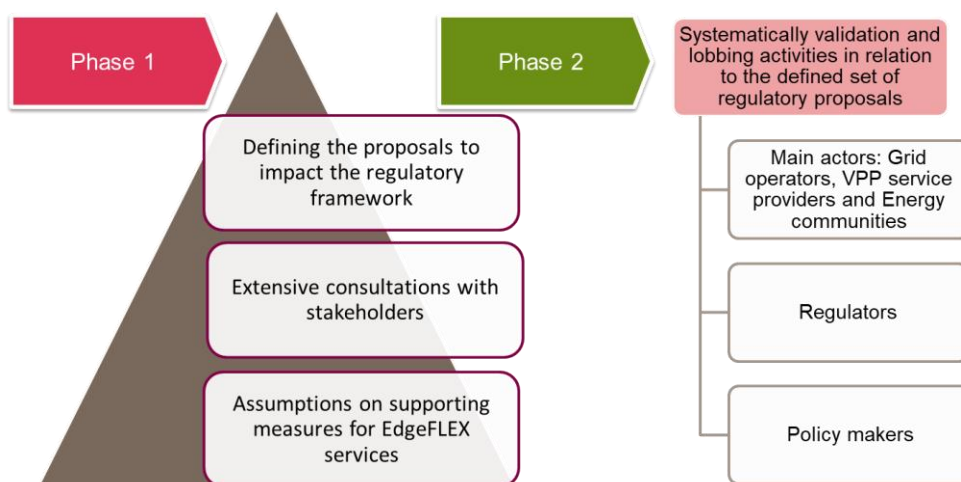 Phase 1
Defining the proposals to
impact the regulatory
framework
Extensive consultations with
stakeholders
Assumptions on supporting
measures for EdgeFLEX
services
Phase 2
Systematically validation and
lobbing activities in relation
to the defined set of
regulatory proposals
Main actors: Grid
operators, VPP service
providers and Energy
communities
Regulators
Policy makers